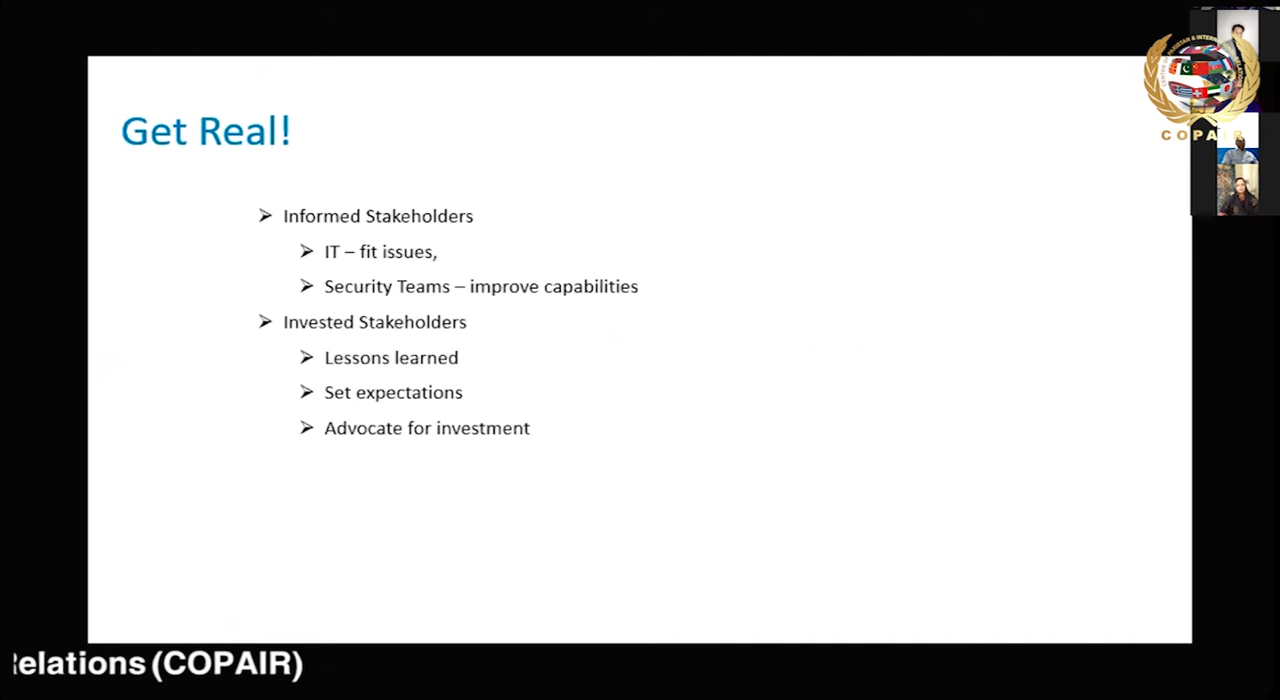 Get Real!
Informed Stakeholders
IT – fit issues,
Security Teams – improve capabilities
Invested Stakeholders
Lessons learned
Set expectations
Advocate for investment
COPAIR
elations (COPAIR)